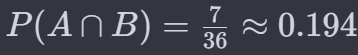 P(A ∩ B) = 7/36 ≈ 0.194